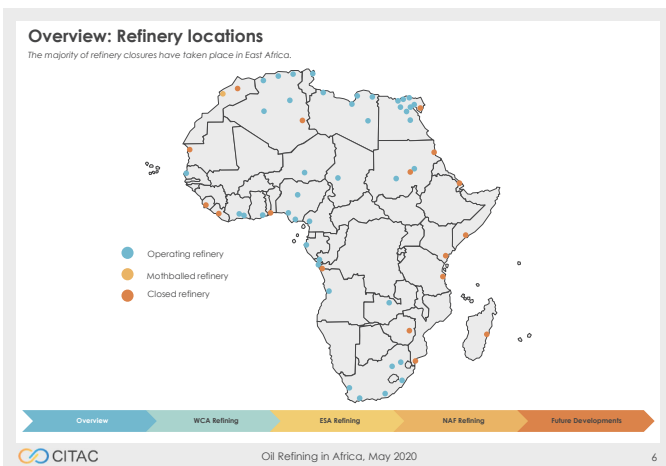 Overview: Refinery locations
The majority of refinery closures have taken place in East Africa.
Operating refinery
Mothballed refinery
Closed refinery
Overview
WCA Refining
ESA Refining
NAF Refining
Future Developments
CITAC
Oil Refining in Africa, May 2020
6